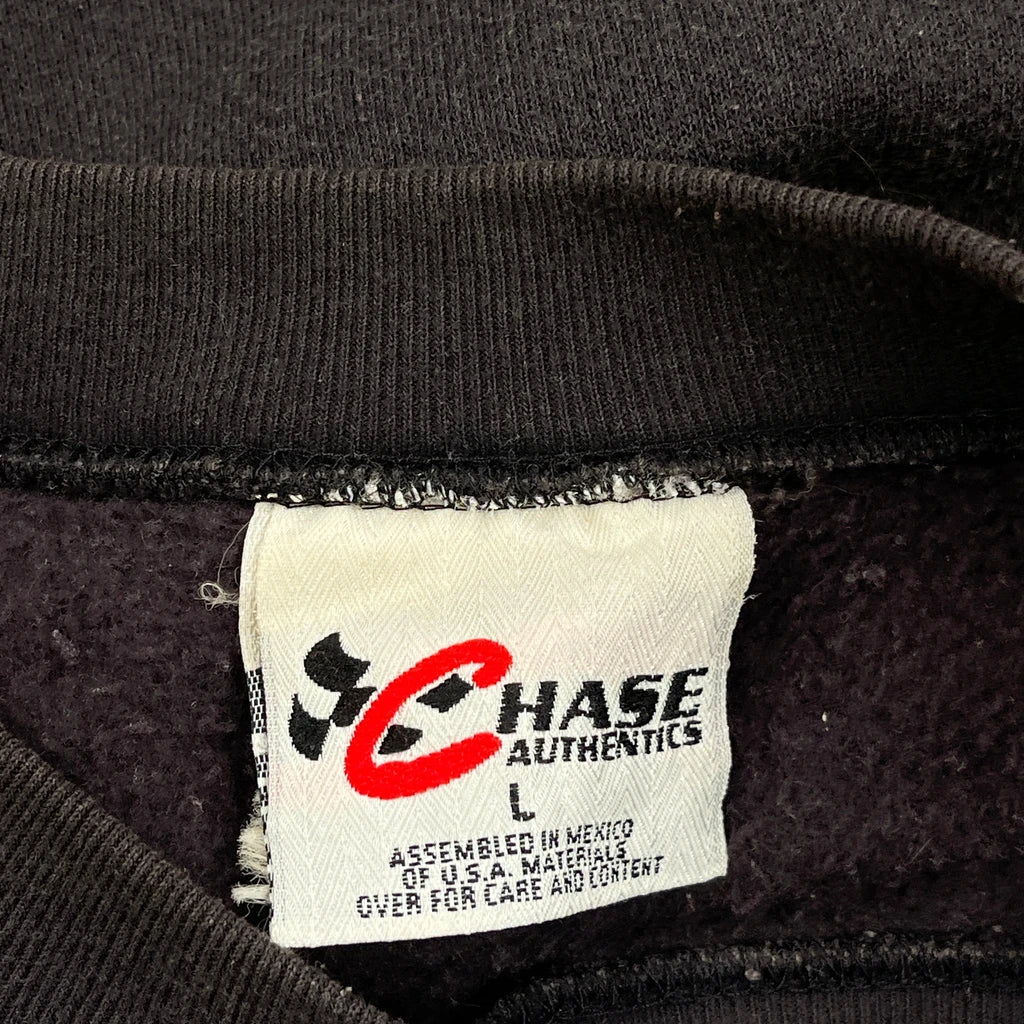 CHASE
AUTHENTICS
L
ASSEMBLED IN MEXICO
OF U.S.A. MATERIALS
OVER FOR CARE AND CONTENT